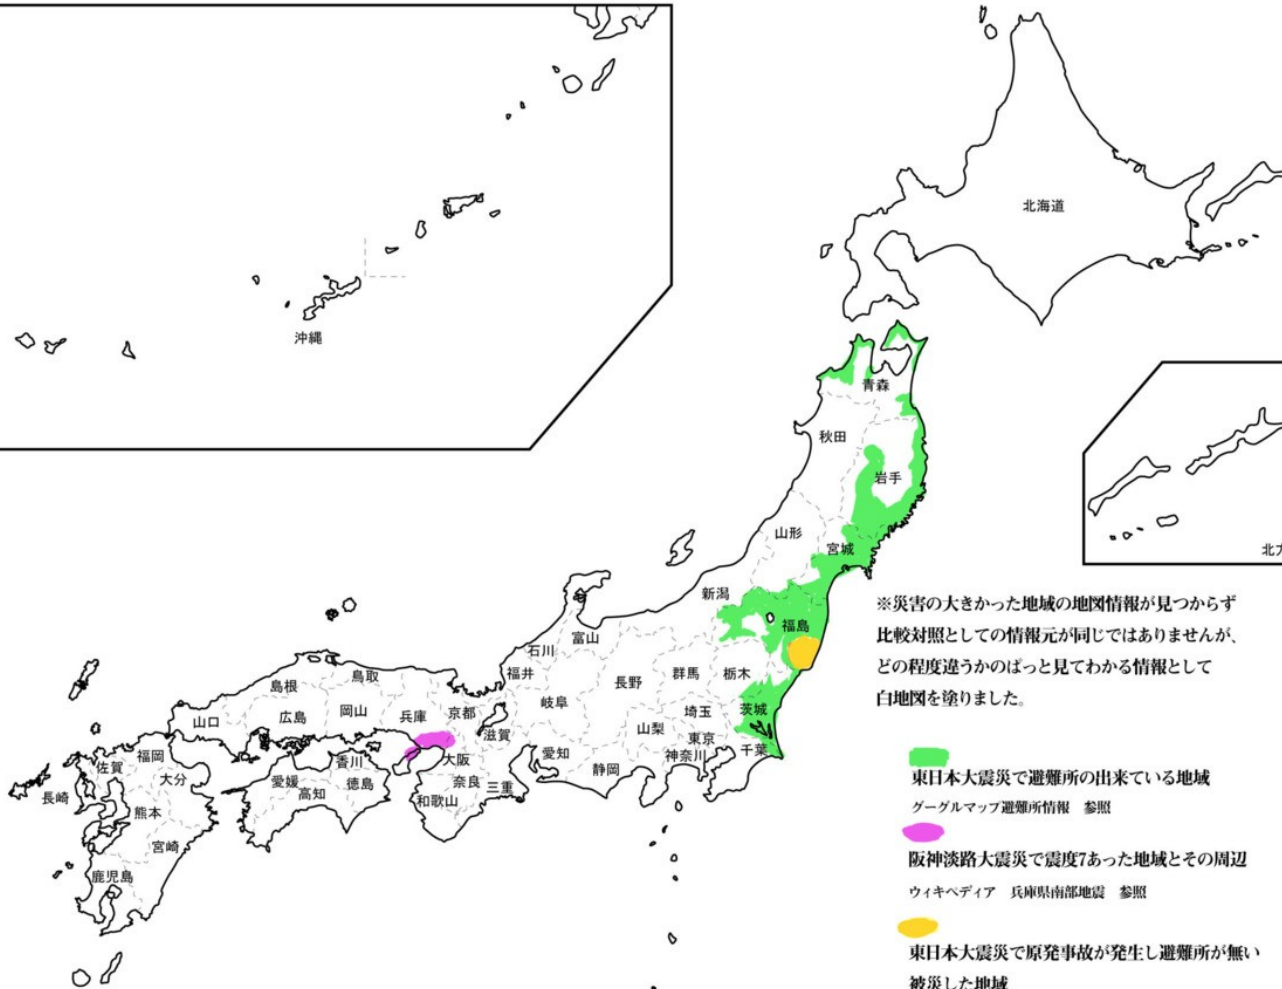 北海道
沖縄
青森
秋田
岩手
山形
宮城
北方
新潟
福島
富山
石川
福井
長野
群馬
栃木
鳥取
島根
岐阜
埼玉
茨城
山口
広島
岡山
兵庫
京都
滋賀
山梨
東京
千葉
神奈川
愛知
静岡
大阪
奈良
三重
和歌山
香川
徳島
愛媛
高知
福岡
佐賀
大分
長崎
熊本
宮崎
鹿児島
※災害の大きかった地域の地図情報が見つからず
比較対照としての情報元が同じではありませんが、
どの程度違うかのぱっと見てわかる情報として
白地図を塗りました。
東日本大震災で避難所の出来ている地域
グーグルマップ避難所情報　参照
阪神淡路大震災で震度7あった地域とその周辺
ウィキペディア　兵庫県南部地震　参照
東日本大震災で原発事故が発生し避難所が無い
被災した地域